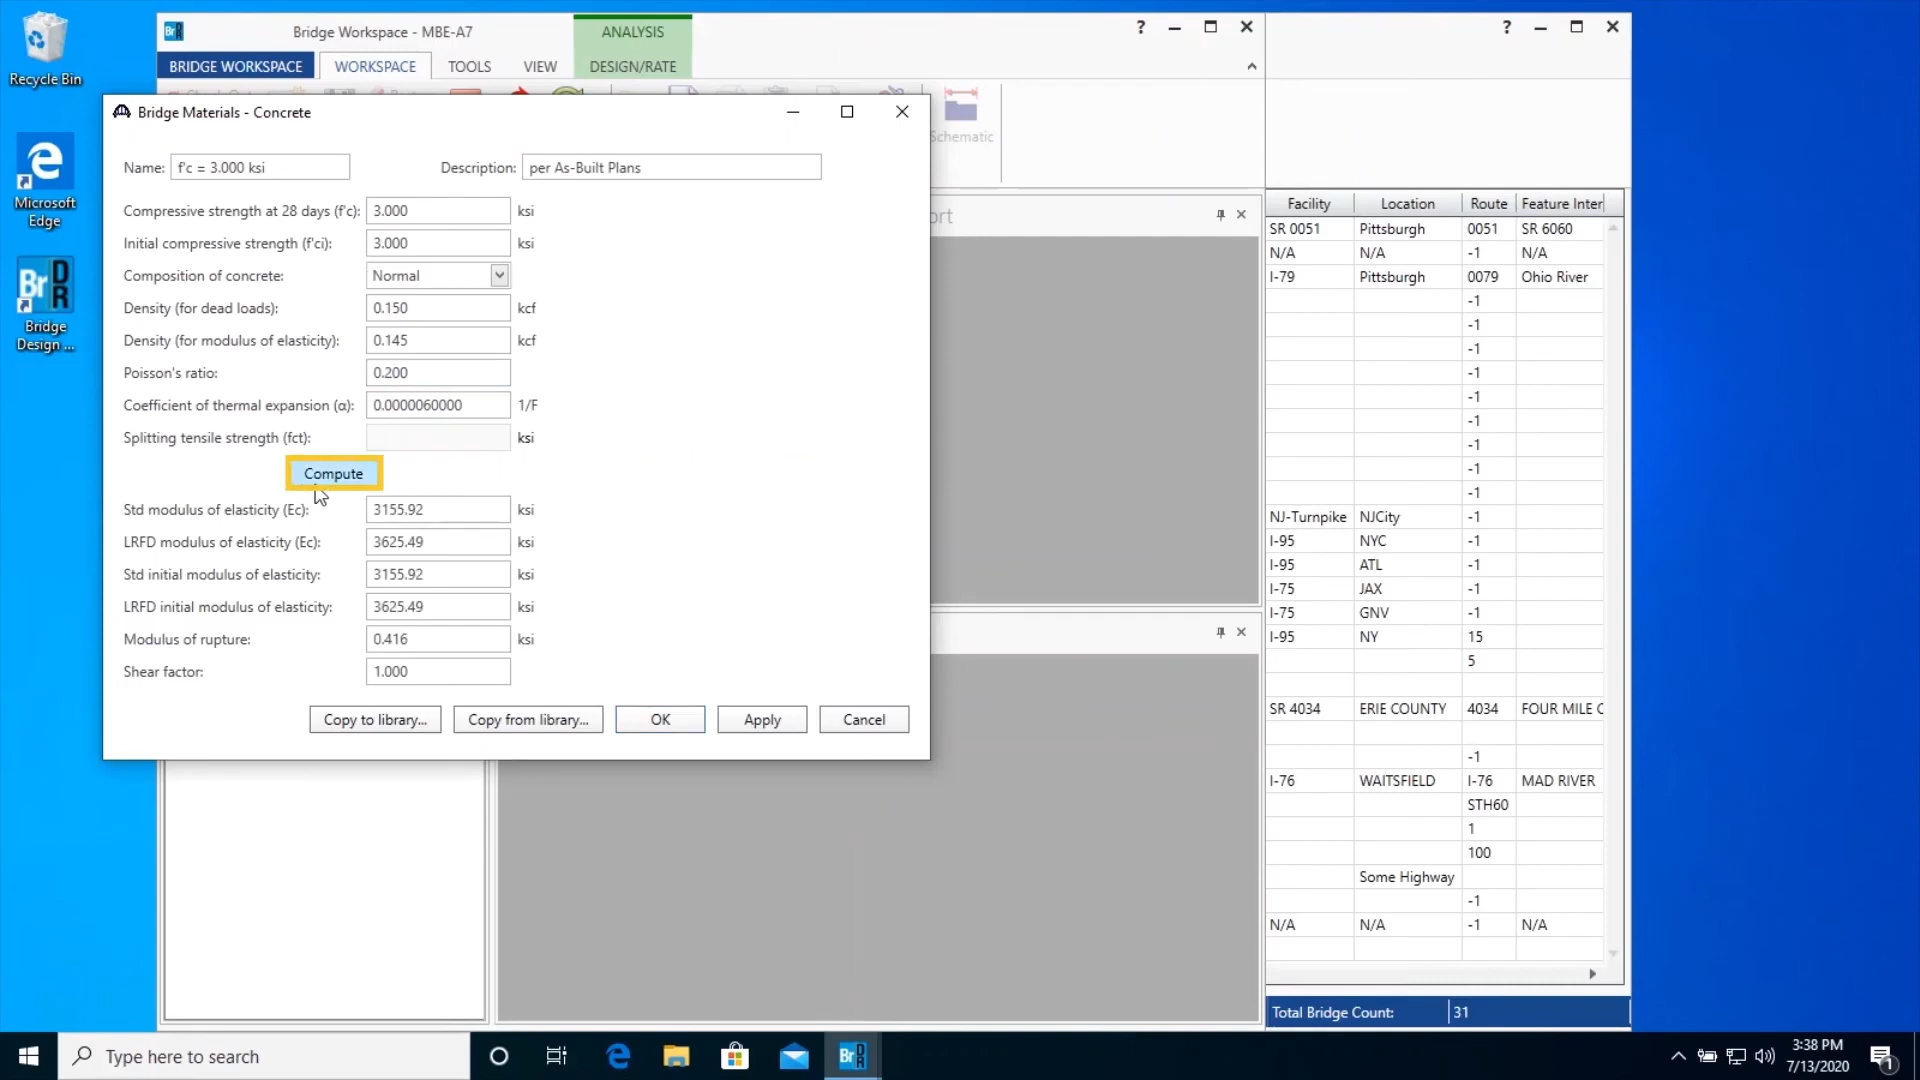 Recycle Bin
Microsoft
Edge
Bridge
Design ...
Bridge Workspace - MBE-A7
ANALYSIS
BRIDGE WORKSPACE
WORKSPACE
TOOLS
VIEW
DESIGN/RATE
Schematic
ort
Bridge Materials - Concrete
Name: f'c = 3.000 ksi
Description: per As-Built Plans
Compressive strength at 28 days (f'c): 3.000 ksi
Initial compressive strength (f'ci): 3.000 ksi
Composition of concrete: Normal
Density (for dead loads): 0.150 kcf
Density (for modulus of elasticity): 0.145 kcf
Poisson's ratio: 0.200
Coefficient of thermal expansion (α): 0.0000060000 1/F
Splitting tensile strength (fct): ksi
Compute
Std modulus of elasticity (Ec): 3155.92 ksi
LRFD modulus of elasticity (Ec): 3625.49 ksi
Std initial modulus of elasticity: 3155.92 ksi
LRFD initial modulus of elasticity: 3625.49 ksi
Modulus of rupture: 0.416 ksi
Shear factor: 1.000
Copy to library...
Copy from library...
OK
Apply
Cancel
Facility Location Route Feature Inter
SR 0051 Pittsburgh 0051 SR 6060
N/A N/A -1 N/A
I-79 Pittsburgh 0079 Ohio River
-1
-1
-1
-1
-1
-1
-1
-1
-1
NJ-Turnpike NJCity -1
I-95 NYC -1
I-95 ATL -1
I-75 JAX -1
I-75 GNV -1
I-95 NY 15
5
SR 4034 ERIE COUNTY 4034 FOUR MILE C
-1
I-76 WAITSFIELD I-76 MAD RIVER
STH60
1
100
Some Highway
-1
N/A N/A -1 N/A
Total Bridge Count: 31
Type here to search
3:38 PM
7/13/2020